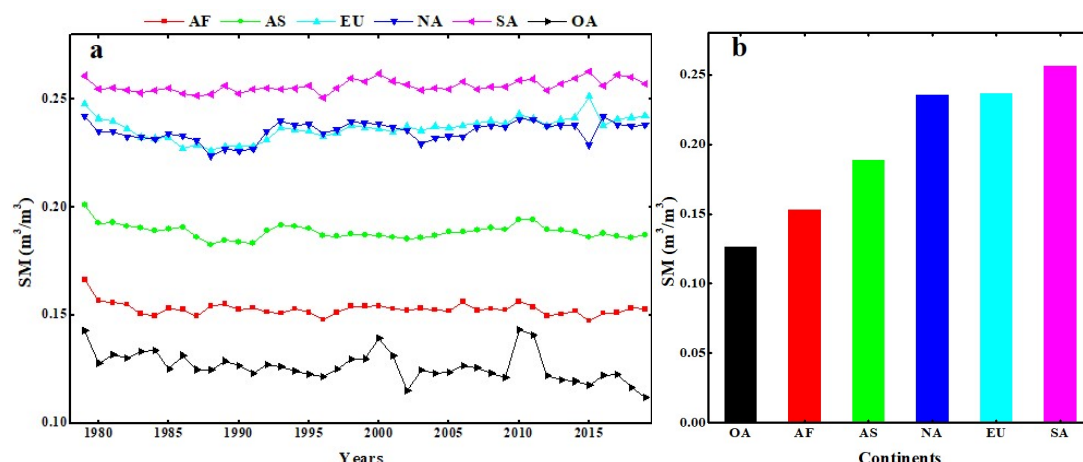 AF AS EU NA SA OA
a
SM (m³/m³)
0.25
0.20
0.15
0.10
1980 1985 1990 1995 2000 2005 2010 2015
Years
b
SM (m³/m³)
0.25
0.20
0.15
0.10
0.05
0.00
OA AF AS NA EU SA
Continents